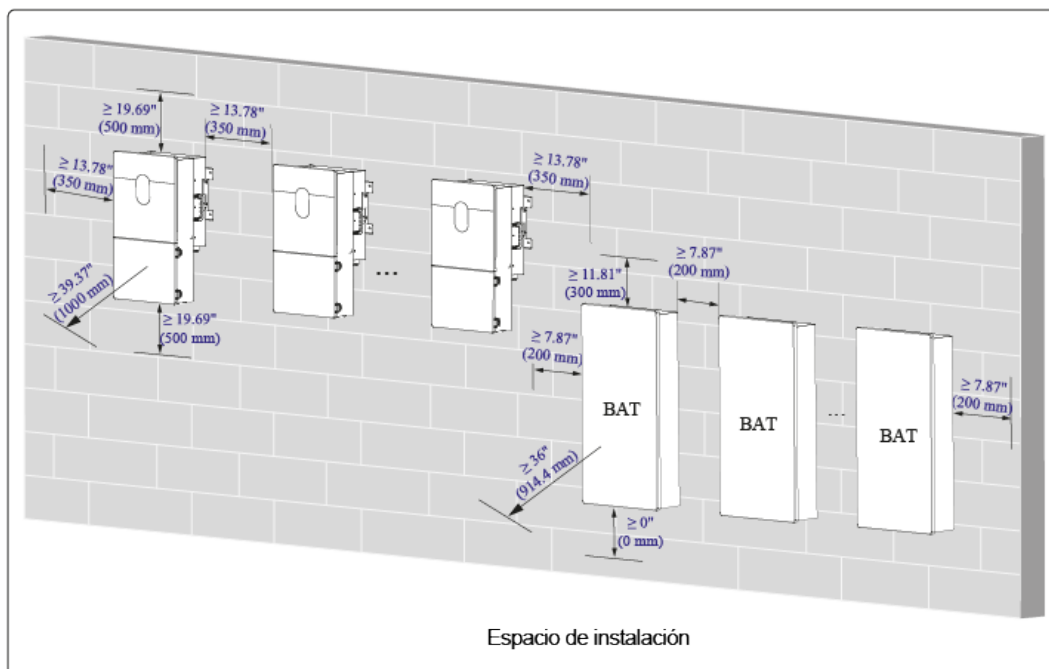 ≥ 19.69"
(500 mm)
≥ 13.78"
(350 mm)
≥ 13.78"
(350 mm)
≥ 13.78"
(350 mm)
≥ 39.37"
(1000 mm)
≥ 19.69"
(500 mm)
...
≥ 11.81"
(300 mm)
≥ 7.87"
(200 mm)
≥ 7.87"
(200 mm)
≥ 7.87"
(200 mm)
BAT
BAT
...
BAT
≥ 36"
(914.4 mm)
≥ 0"
(0 mm)
Espacio de instalación